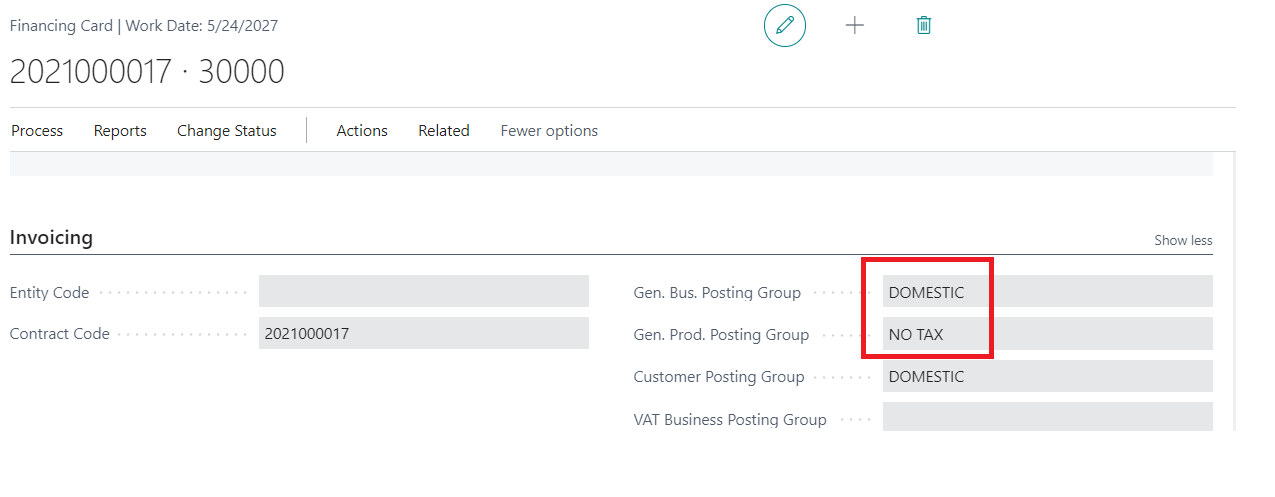 Financing Card | Work Date: 5/24/2027
2021000017 · 30000
Process Reports Change Status Actions Related Fewer options
Invoicing Show less
Entity Code
Contract Code 2021000017
Gen. Bus. Posting Group DOMESTIC
Gen. Prod. Posting Group NO TAX
Customer Posting Group DOMESTIC
VAT Business Posting Group